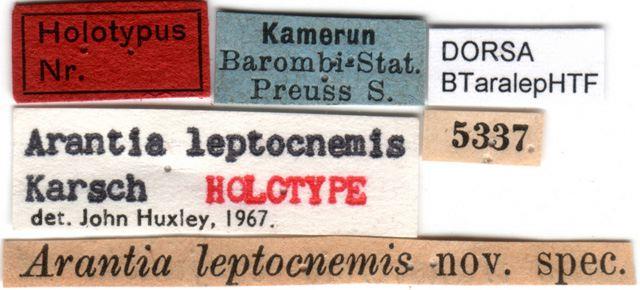 Holotypus
Nr.
Kamerun
Barombi-Stat.
Preuss S.
DORSA
BTaralepHTF
Arantia leptocnemis
Karsch HOLOTYPE
det. John Huxley, 1967.
5337
Arantia leptocnemis nov. spec.